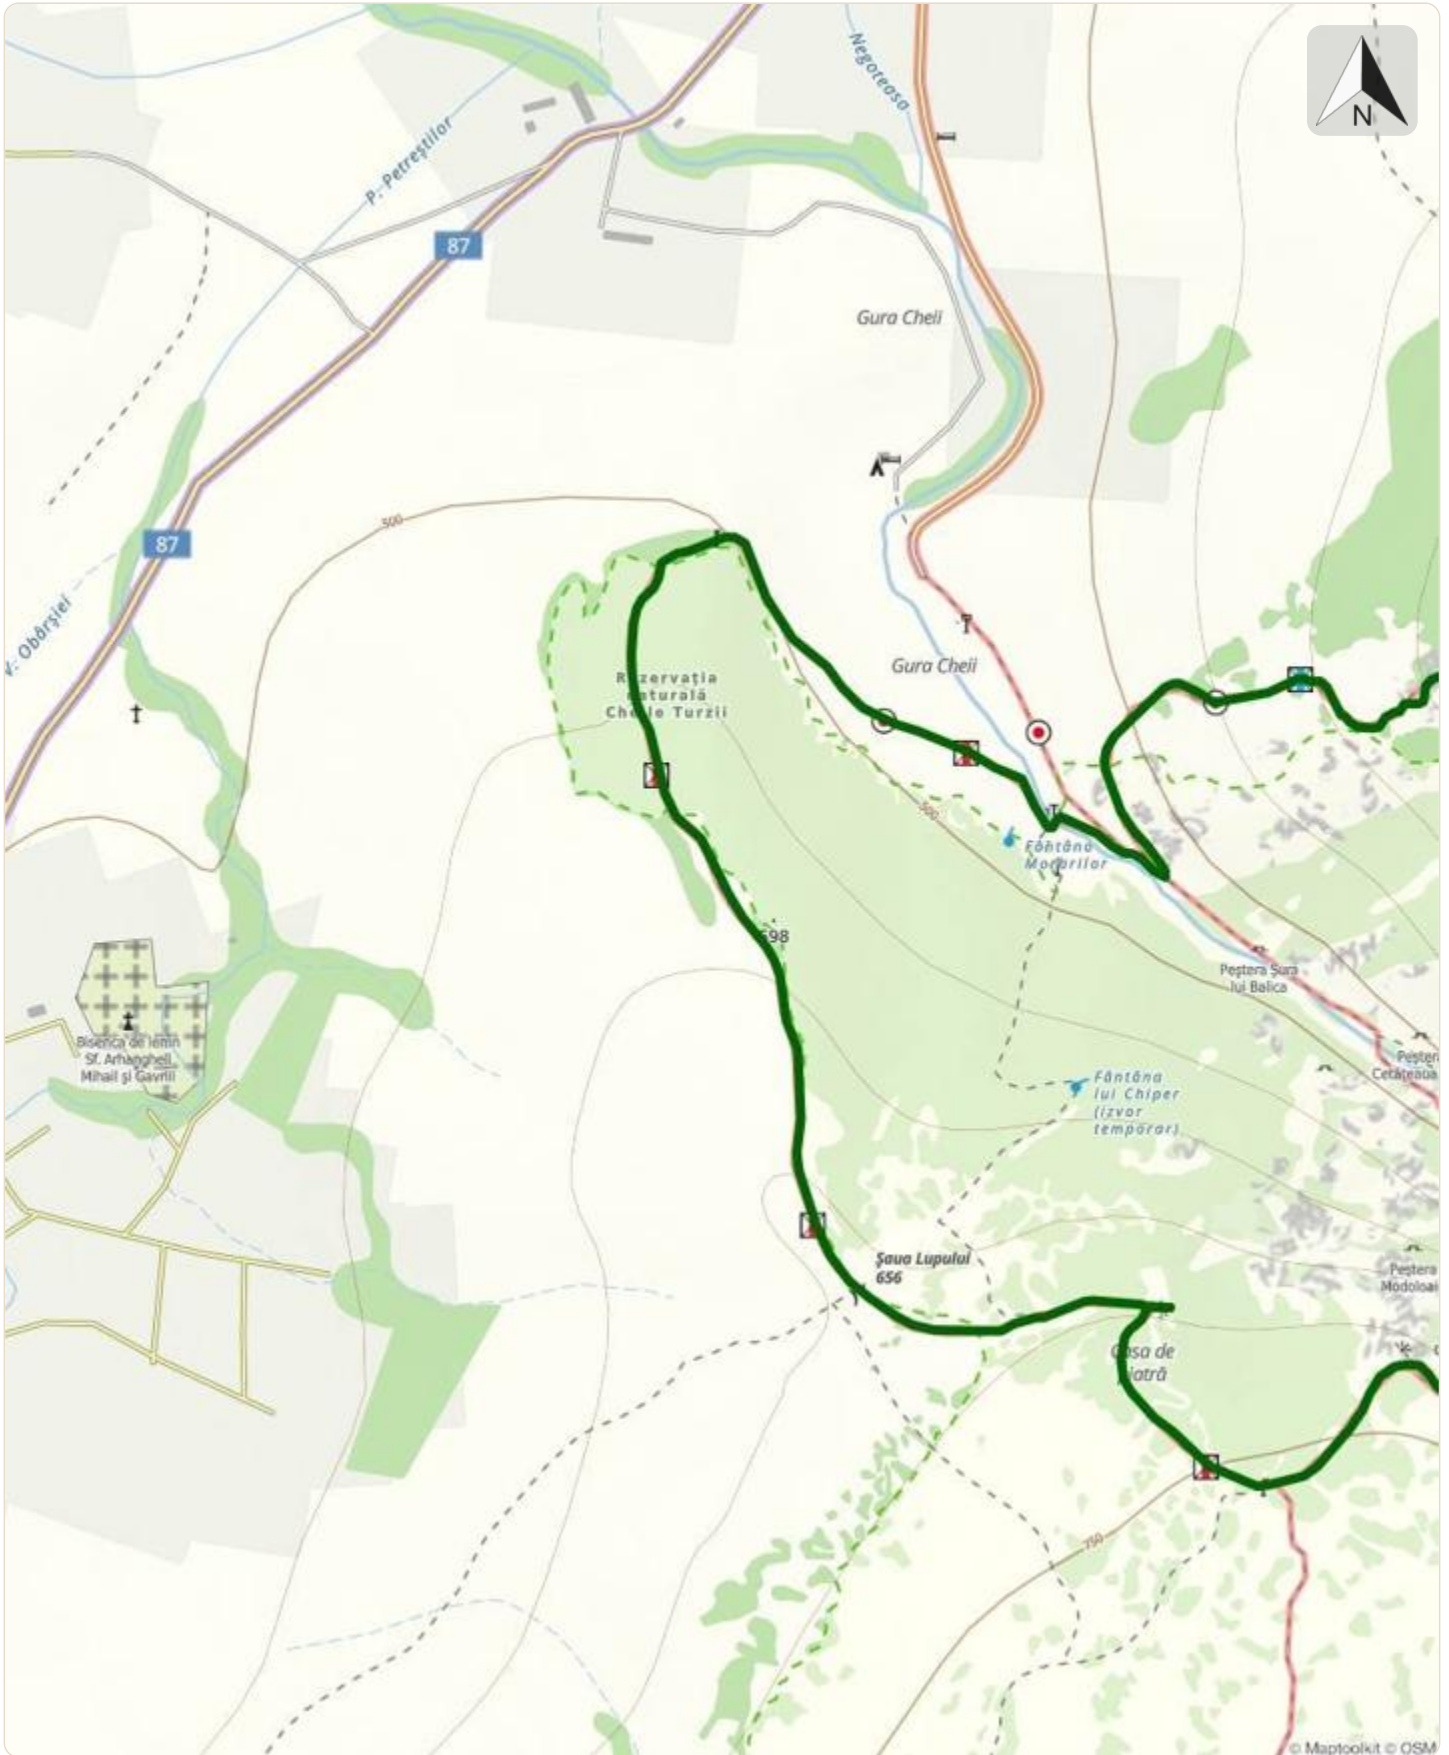 Negoteasa
N
P. Petreștilor
87
Gura Cheii
500
87
V. Obârșiei
Gura Cheii
Rezervația
naturală
Cheile Turzii
500
Fântâna
Morarilor
698
Peștera Șura
lui Balica
Biserica de lemn
Sf. Arhangheli
Mihail și Gavriil
Peștera
Cetățeaua
Fântâna
lui Chiper
(izvor
temporar)
Șaua Lupului
656
Peștera
Modoloai
Casa de
piatră
750
© Maptoolkit © OSM